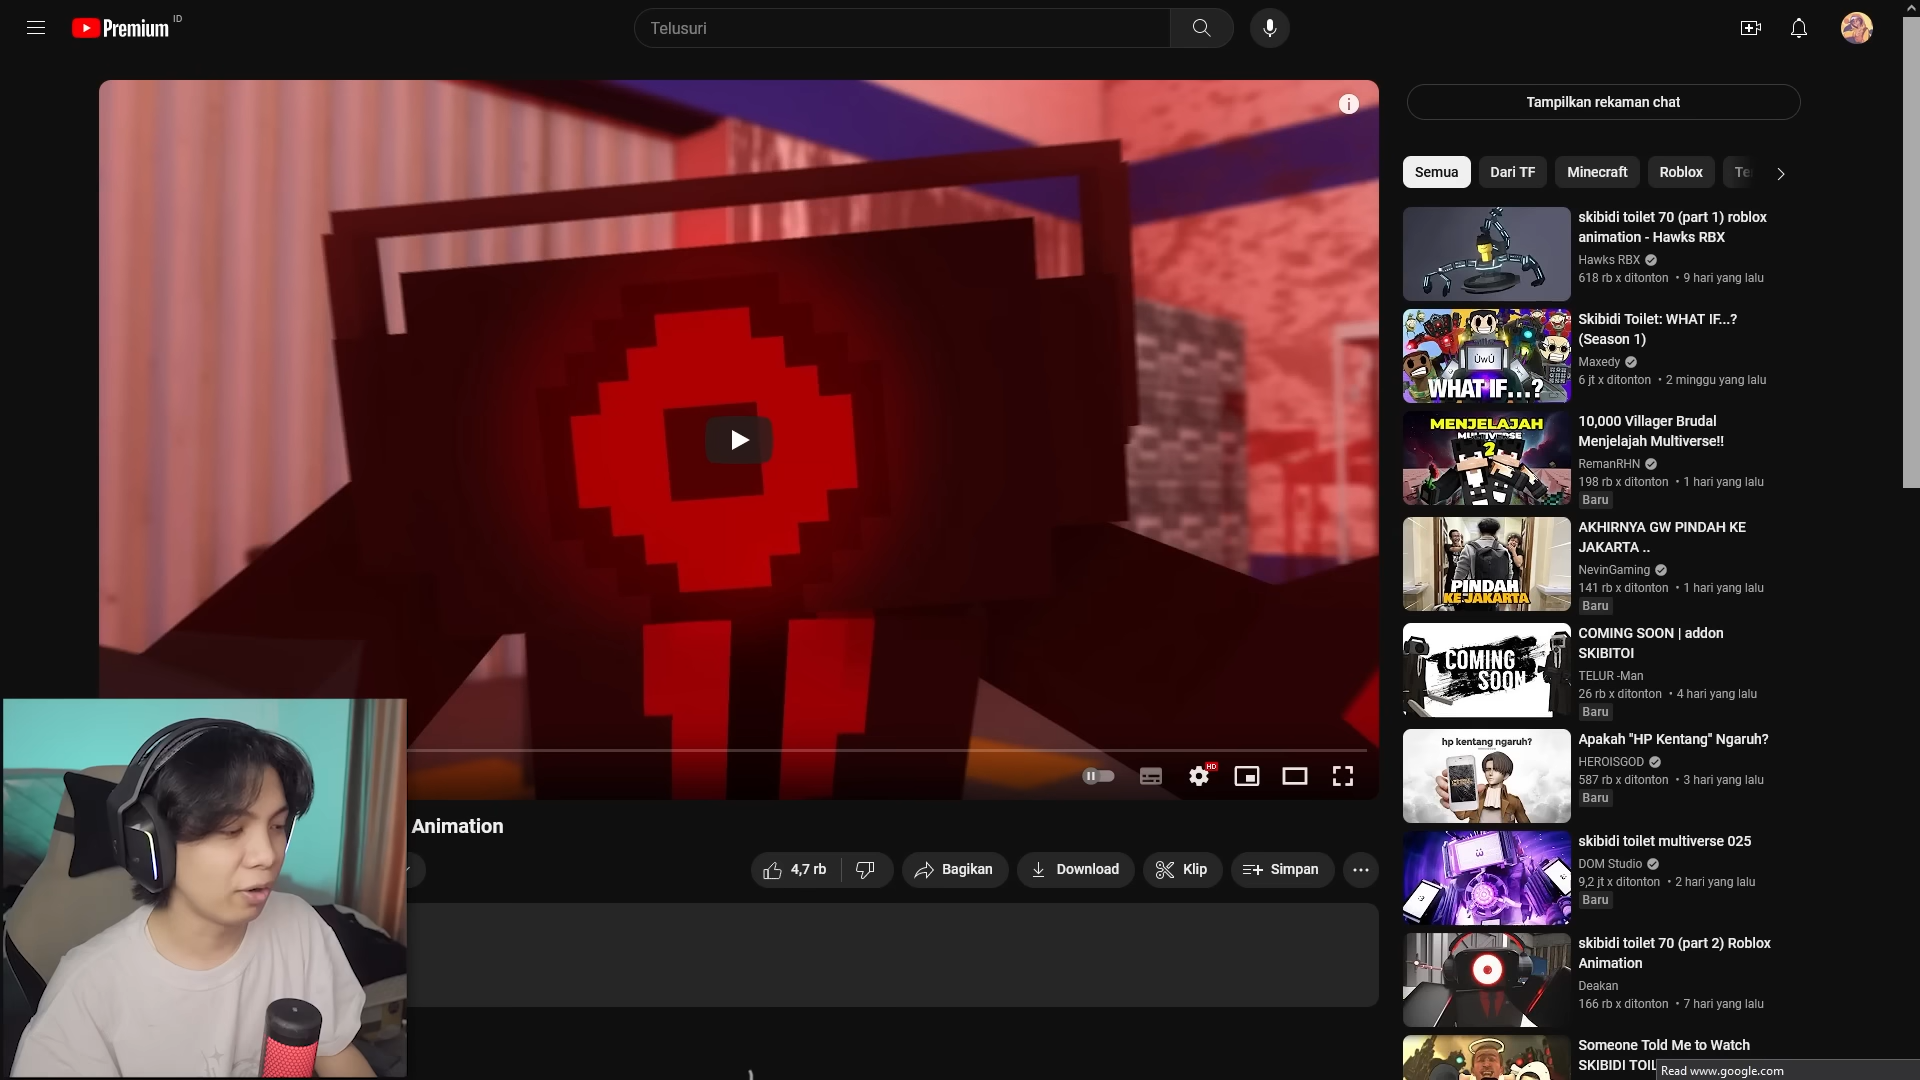 Premium ID
Telusuri
Tampilkan rekaman chat
Semua
Dari TF
Minecraft
Roblox
skibidi toilet 70 (part 1) roblox
animation - Hawks RBX
Hawks RBX
618 rb x ditonton • 9 hari yang lalu
ÙwÚ
WHAT IF...?
Skibidi Toilet: WHAT IF...?
(Season 1)
Maxedy
6 jt x ditonton • 2 minggu yang lalu
MENJELAJAH
MULTIVERSE
2
10,000 Villager Brudal
Menjelajah Multiverse!!
RemanRHN
198 rb x ditonton • 1 hari yang lalu
Baru
PINDAH
KE JAKARTA
AKHIRNYA GW PINDAH KE
JAKARTA ..
NevinGaming
141 rb x ditonton • 1 hari yang lalu
Baru
COMING
SOON
COMING SOON | addon
SKIBITOI
TELUR -Man
26 rb x ditonton • 4 hari yang lalu
Baru
hp kentang ngaruh?
Apakah "HP Kentang" Ngaruh?
HEROISGOD
587 rb x ditonton • 3 hari yang lalu
Baru
skibidi toilet multiverse 025
DOM Studio
9,2 jt x ditonton • 2 hari yang lalu
Baru
skibidi toilet 70 (part 2) Roblox
Animation
Deakan
166 rb x ditonton • 7 hari yang lalu
Someone Told Me to Watch
SKIBIDI
HD
Animation
4,7 rb
Bagikan
Download
Klip
Simpan
Read www.google.com